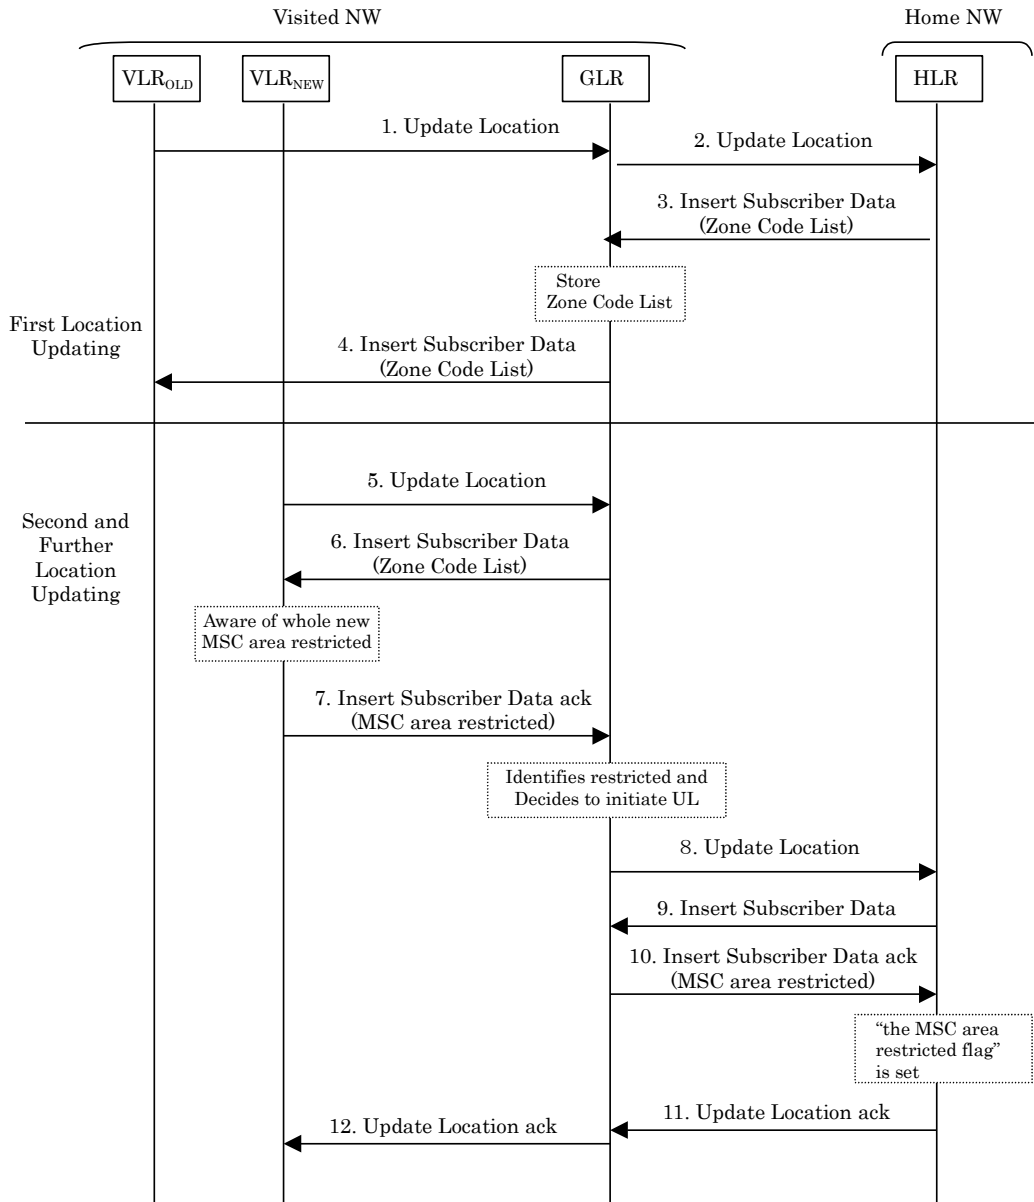 Visited NW
Home NW
VLR_OLD
VLR_NEW
GLR
HLR
1. Update Location
2. Update Location
3. Insert Subscriber Data
(Zone Code List)
Store
Zone Code List
First Location
Updating
4. Insert Subscriber Data
(Zone Code List)
5. Update Location
Second and
Further
Location
Updating
6. Insert Subscriber Data
(Zone Code List)
Aware of whole new
MSC area restricted
7. Insert Subscriber Data ack
(MSC area restricted)
Identifies restricted and
Decides to initiate UL
8. Update Location
9. Insert Subscriber Data
10. Insert Subscriber Data ack
(MSC area restricted)
“the MSC area
restricted flag”
is set
11. Update Location ack
12. Update Location ack